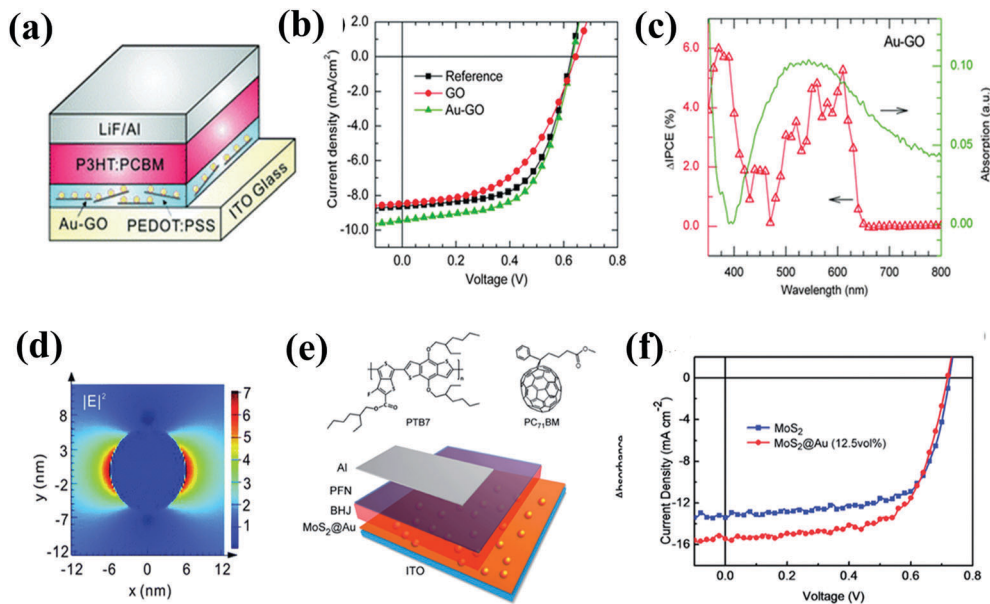 (a)
LiF/Al
P3HT:PCBM
Au-GO
PEDOT:PSS
ITO Glass
(b)
2.0
0.0
-2.0
-4.0
-6.0
-8.0
-10.0
Current density (mA/cm²)
Reference
GO
Au-GO
0.0
0.2
0.4
0.6
0.8
Voltage (V)
(c)
Au-GO
6.0
4.0
2.0
0.0
ΔIPCE (%)
0.10
0.05
0.00
Absorption (a.u.)
400
500
600
700
800
Wavelength (nm)
(d)
|E|²
8
3
-2
-7
-12
y (nm)
-12
-6
0
6
12
x (nm)
7
6
5
4
3
2
1
(e)
PTB7
PC₇₁BM
Al
PFN
BHJ
MoS₂@Au
ITO
(f)
Absorbance
0
-4
-8
-12
-16
Current Density (mA cm⁻²)
MoS₂
MoS₂@Au (12.5vol%)
0.0
0.2
0.4
0.6
0.8
Voltage (V)